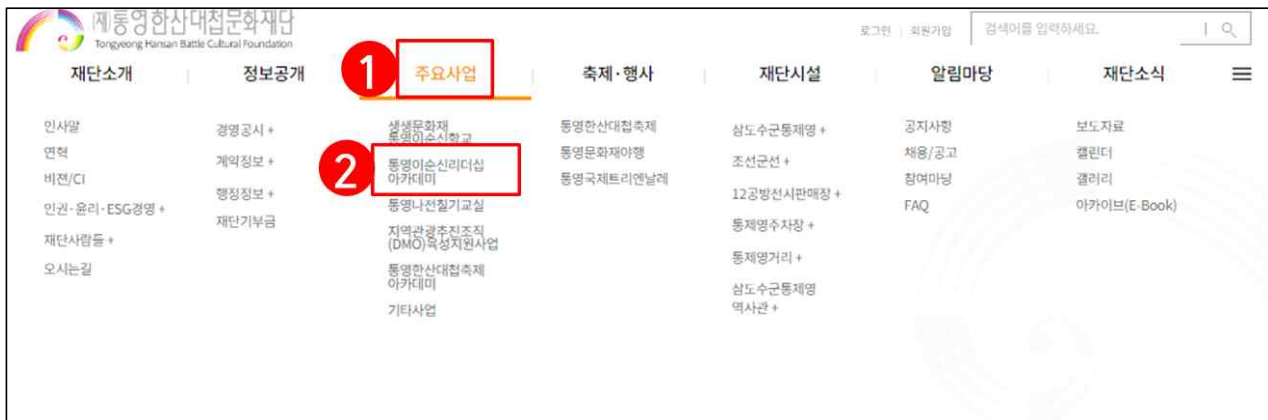 (재)통영한산대첩문화재단
Tongyeong Hansan Battle Cultural Foundation
로그인 | 회원가입
검색어를 입력하세요.
재단소개
정보공개
1
주요사업
축제·행사
재단시설
알림마당
재단소식
인사말
연혁
비젼/CI
인권·윤리·ESG경영 +
재단사람들 +
오시는길
경영공시 +
계약정보 +
행정정보 +
재단기부금
생생문화재
통영이순신학교
2
통영이순신리더십
아카데미
통영나전칠기교실
지역관광추진조직
(DMO)육성지원사업
통영한산대첩축제
아카데미
기타사업
통영한산대첩축제
통영문화재야행
통영국제트리엔날레
삼도수군통제영 +
조선군선 +
12공방전시판매장 +
통제영주차장 +
통제영거리 +
삼도수군통제영
역사관 +
공지사항
채용/공고
참여마당
FAQ
보도자료
캘린더
갤러리
아카이브(E-Book)